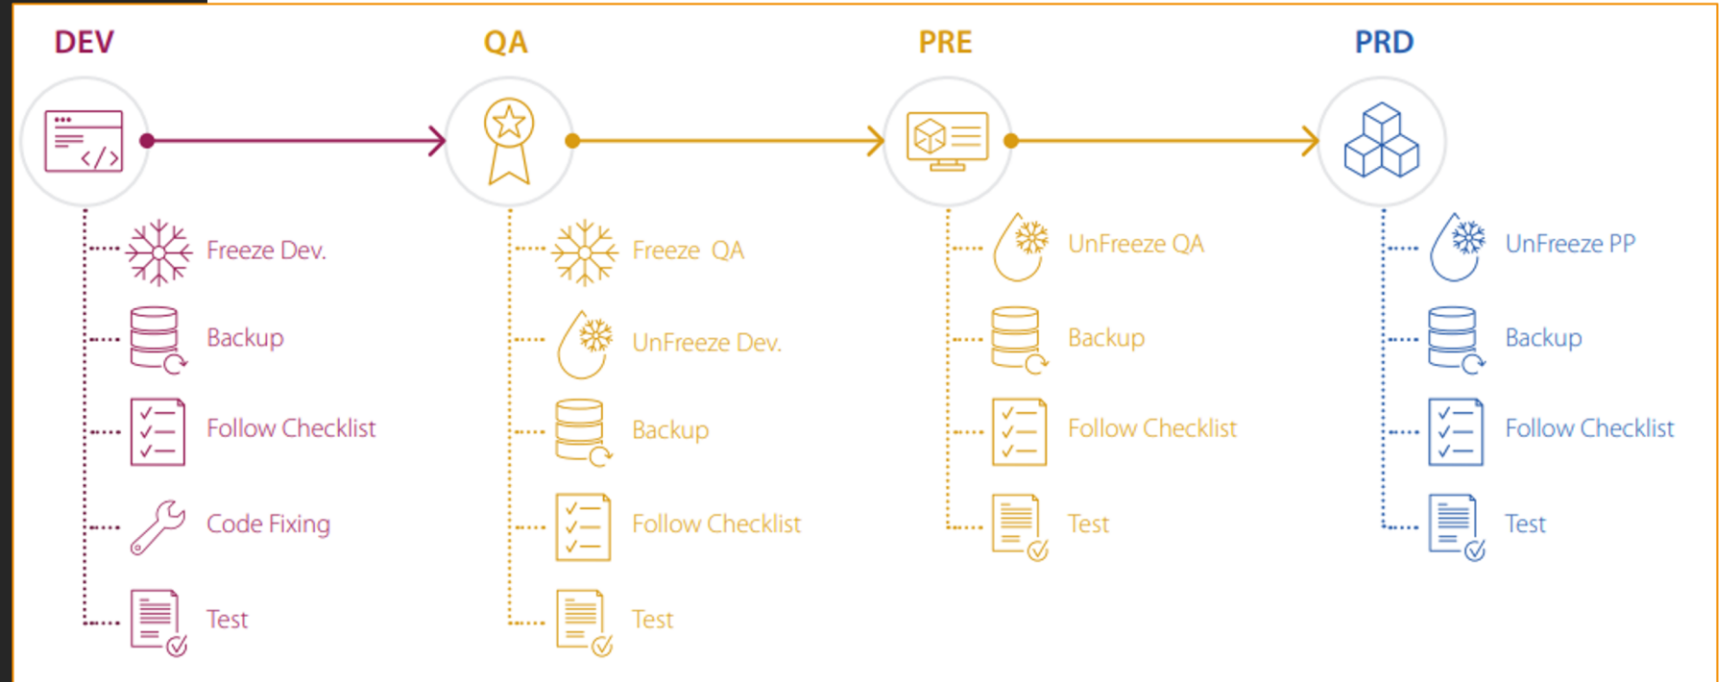 DEV
Freeze Dev.
Backup
Follow Checklist
Code Fixing
Test
QA
Freeze QA
UnFreeze Dev.
Backup
Follow Checklist
Test
PRE
UnFreeze QA
Backup
Follow Checklist
Test
PRD
UnFreeze PP
Backup
Follow Checklist
Test